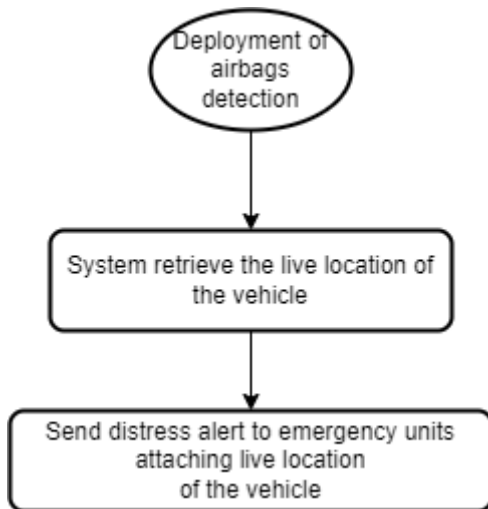 Deployment of
airbags
detection
System retrieve the live location of
the vehicle
Send distress alert to emergency units
attaching live location
of the vehicle